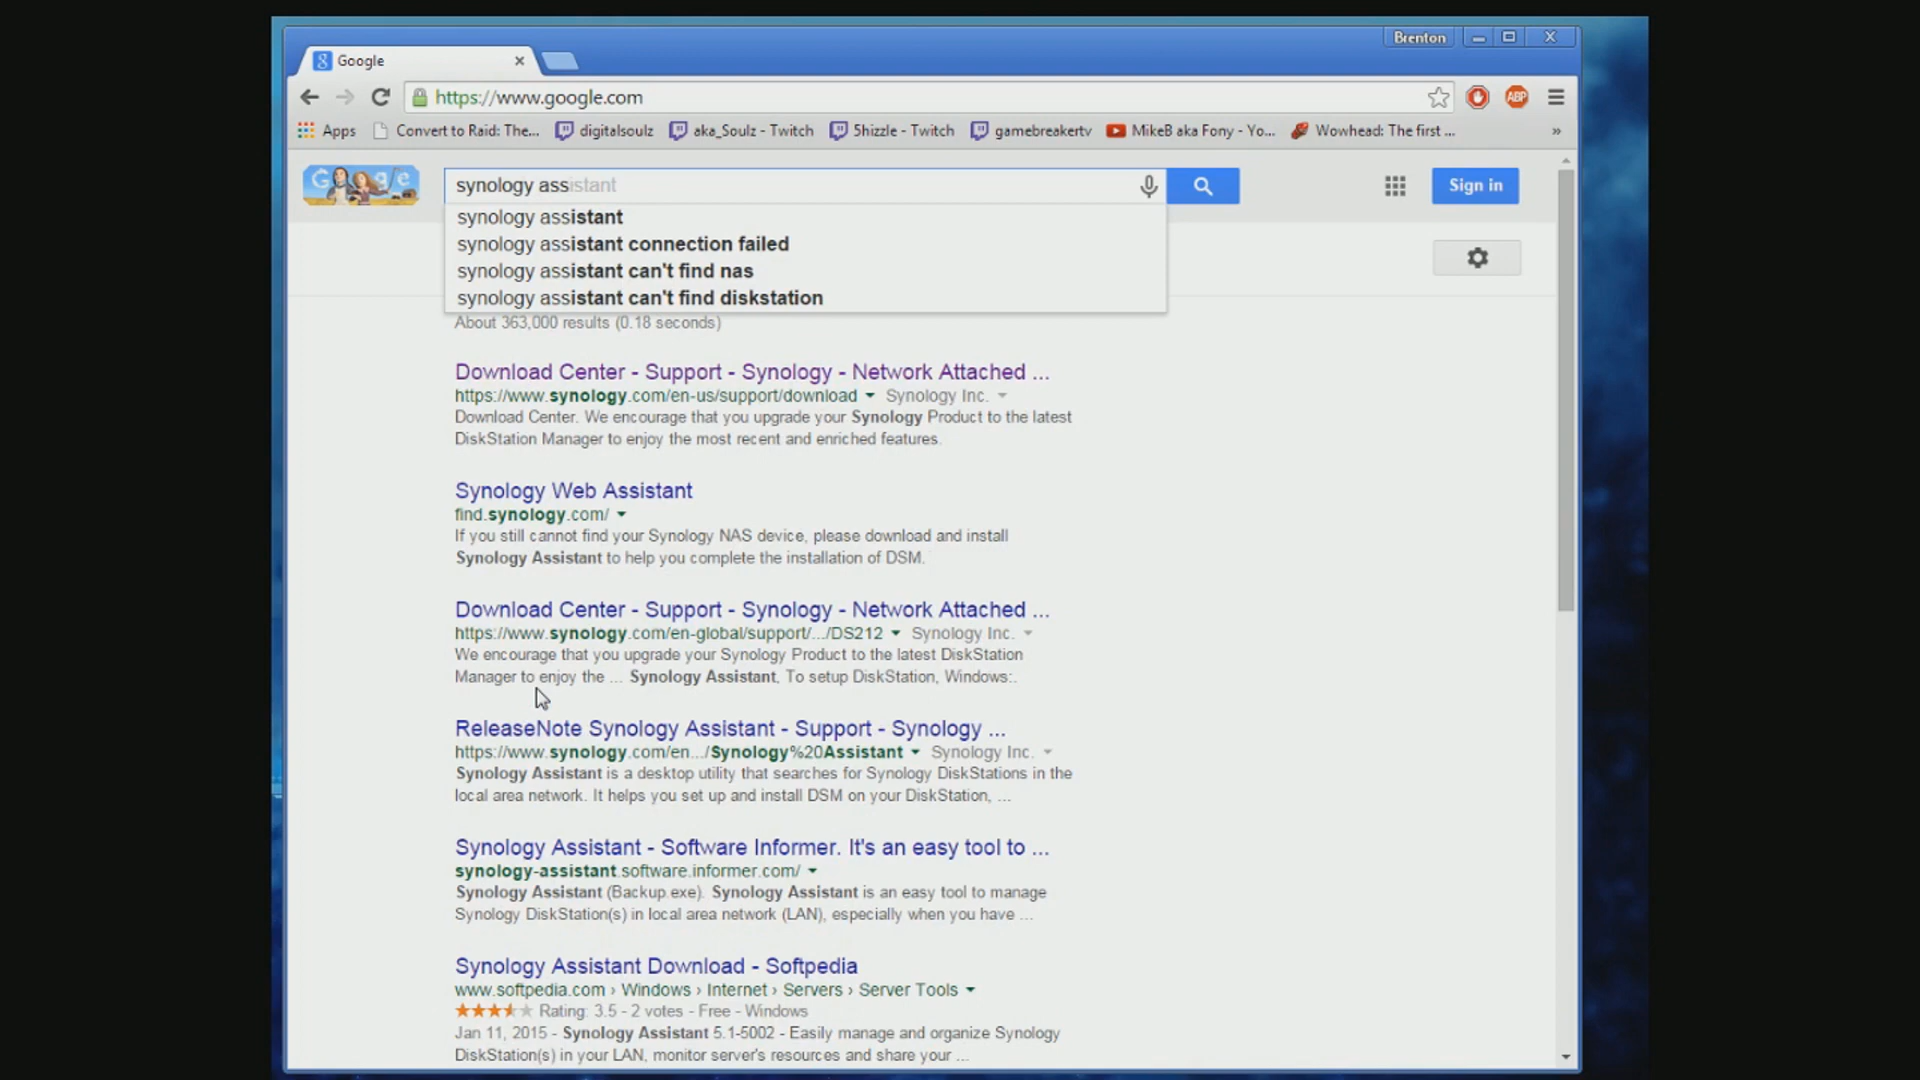 Brenton
Google
https://www.google.com
ABP
Apps Convert to Raid: The... digitalsoulz aka_Soulz - Twitch 5hizzle - Twitch gamebreakertv MikeB aka Fony - Yo... Wowhead: The first ... »
Google
synology assistant
Sign in
synology assistant
synology assistant connection failed
synology assistant can't find nas
synology assistant can't find diskstation
About 363,000 results (0.18 seconds)
Download Center - Support - Synology - Network Attached ...
https://www.synology.com/en-us/support/download Synology Inc.
Download Center. We encourage that you upgrade your Synology Product to the latest
DiskStation Manager to enjoy the most recent and enriched features.
Synology Web Assistant
find.synology.com/
If you still cannot find your Synology NAS device, please download and install
Synology Assistant to help you complete the installation of DSM.
Download Center - Support - Synology - Network Attached ...
https://www.synology.com/en-global/support/.../DS212 Synology Inc.
We encourage that you upgrade your Synology Product to the latest DiskStation
Manager to enjoy the ... Synology Assistant, To setup DiskStation, Windows:.
ReleaseNote Synology Assistant - Support - Synology ...
https://www.synology.com/en.../Synology%20Assistant Synology Inc.
Synology Assistant is a desktop utility that searches for Synology DiskStations in the
local area network. It helps you set up and install DSM on your DiskStation, ...
Synology Assistant - Software Informer. It's an easy tool to ...
synology-assistant.software.informer.com/
Synology Assistant (Backup.exe). Synology Assistant is an easy tool to manage
Synology DiskStation(s) in local area network (LAN), especially when you have ...
Synology Assistant Download - Softpedia
www.softpedia.com › Windows › Internet › Servers › Server Tools
Rating: 3.5 - 2 votes - Free - Windows
Jan 11, 2015 - Synology Assistant 5.1-5002 - Easily manage and organize Synology
DiskStation(s) in your LAN, monitor server's resources and share your ...